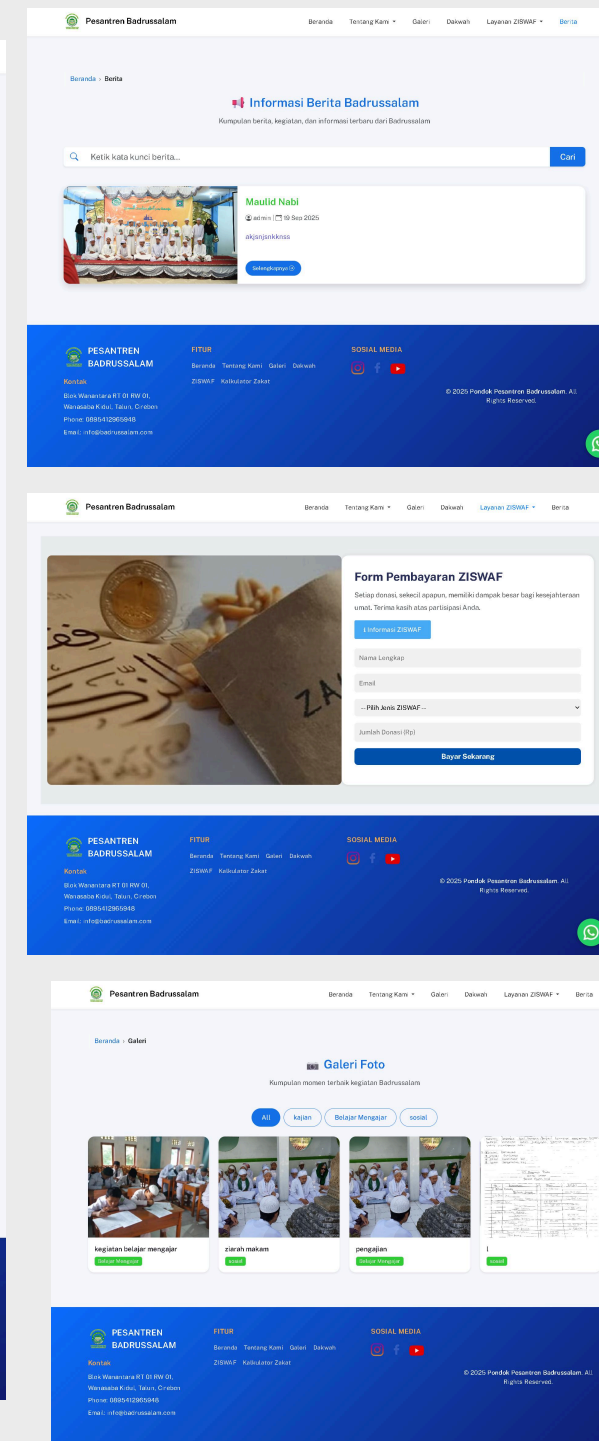 Pesantren Badrussalam
Beranda Tentang Kami Galeri Dakwah Layanan ZISWAF Berita
Beranda › Berita
Informasi Berita Badrussalam
Kumpulan berita, kegiatan, dan informasi terbaru dari Badrussalam
Ketik kata kunci berita...
Cari
Maulid Nabi
admin | 19 Sep 2025
akjsnjsnkknss
Selengkapnya
PESANTREN
BADRUSSALAM
Kontak
Blok Wanantara RT 01 RW 01,
Wanasaba Kidul, Talun, Cirebon
Phone: 0895412965948
Email: info@badrussalam.com
FITUR
Beranda Tentang Kami Galeri Dakwah
ZISWAF Kalkulator Zakat
SOSIAL MEDIA
© 2025 Pondok Pesantren Badrussalam. All
Rights Reserved.
Pesantren Badrussalam
Beranda Tentang Kami Galeri Dakwah Layanan ZISWAF Berita
ZA
Form Pembayaran ZISWAF
Setiap donasi, sekecil apapun, memiliki dampak besar bagi kesejahteraan
umat. Terima kasih atas partisipasi Anda.
Informasi ZISWAF
Nama Lengkap
Email
-- Pilih Jenis ZISWAF --
Jumlah Donasi (Rp)
Bayar Sekarang
PESANTREN
BADRUSSALAM
Kontak
Blok Wanantara RT 01 RW 01,
Wanasaba Kidul, Talun, Cirebon
Phone: 0895412965948
Email: info@badrussalam.com
FITUR
Beranda Tentang Kami Galeri Dakwah
ZISWAF Kalkulator Zakat
SOSIAL MEDIA
© 2025 Pondok Pesantren Badrussalam. All
Rights Reserved.
Pesantren Badrussalam
Beranda Tentang Kami Galeri Dakwah Layanan ZISWAF Berita
Beranda › Galeri
Galeri Foto
Kumpulan momen terbaik kegiatan Badrussalam
All kajian Belajar Mengajar sosial
kegiatan belajar mengajar
Belajar Mengajar
ziarah makam
sosial
pengajian
Belajar Mengajar
sosial
PESANTREN
BADRUSSALAM
Kontak
Blok Wanantara RT 01 RW 01,
Wanasaba Kidul, Talun, Cirebon
Phone: 0895412965948
Email: info@badrussalam.com
FITUR
Beranda Tentang Kami Galeri Dakwah
ZISWAF Kalkulator Zakat
SOSIAL MEDIA
© 2025 Pondok Pesantren Badrussalam. All
Rights Reserved.